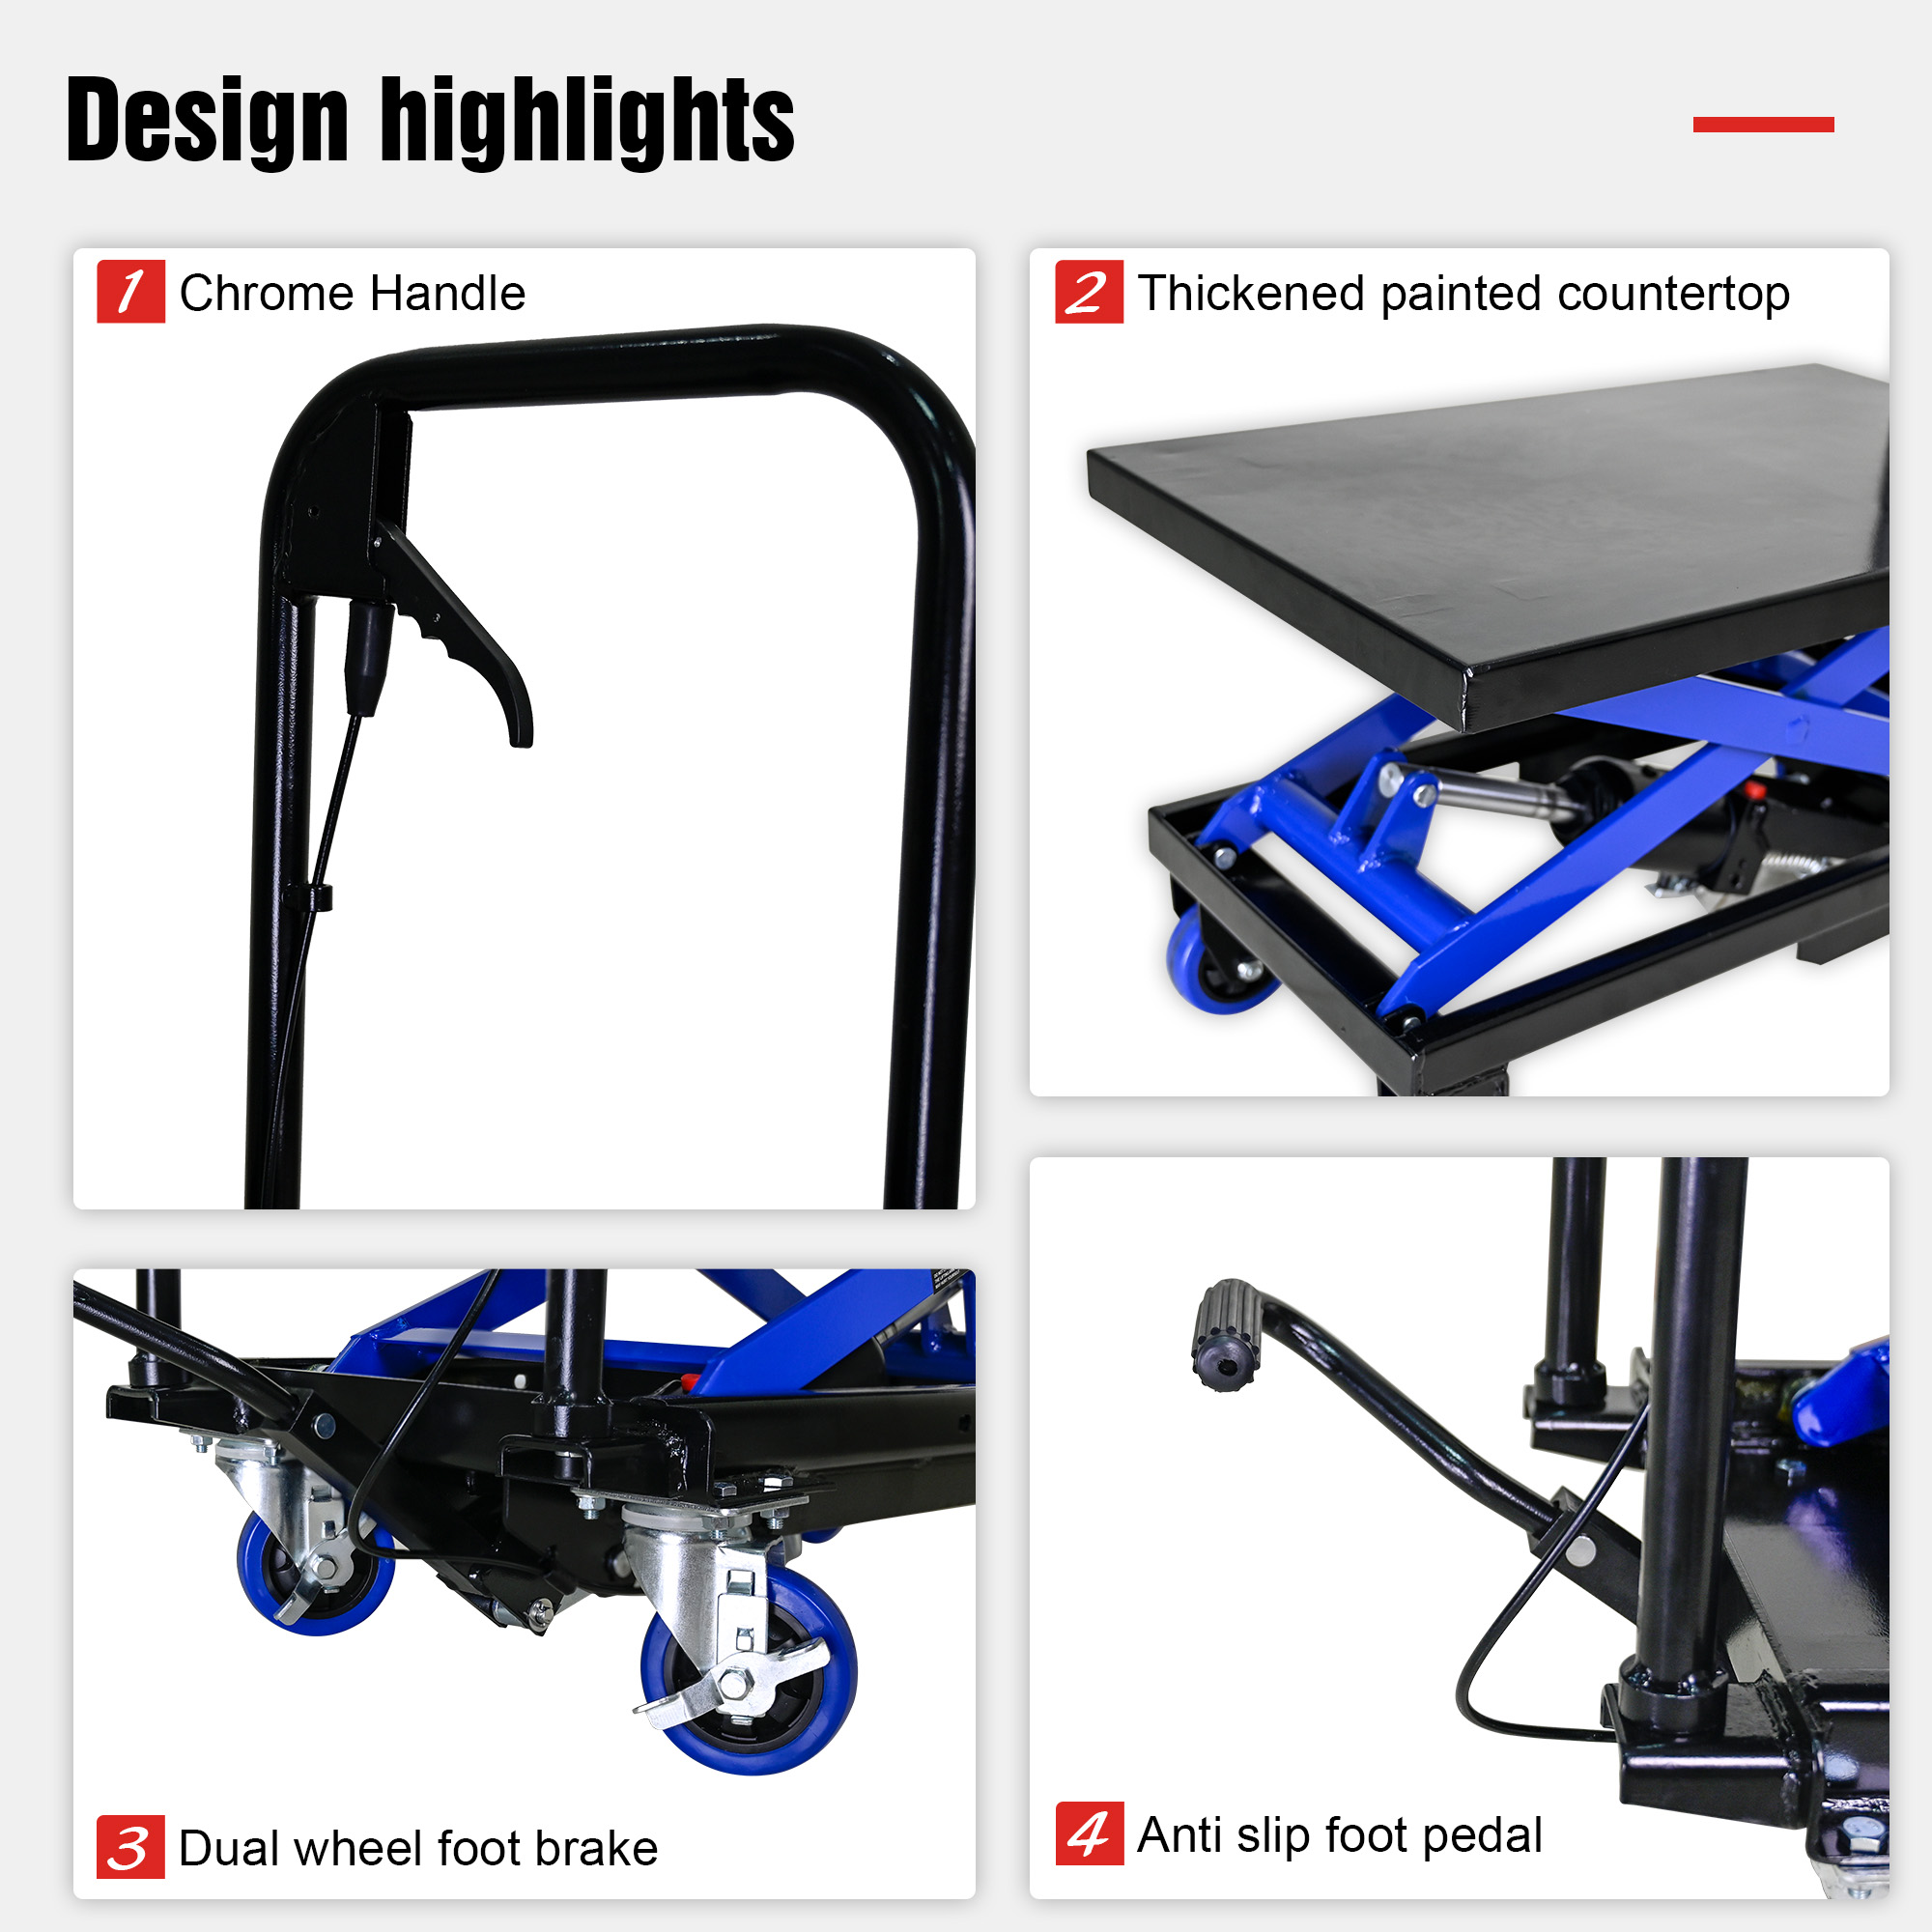 Design highlights
1 Chrome Handle
2 Thickened painted countertop
3 Dual wheel foot brake
4 Anti slip foot pedal